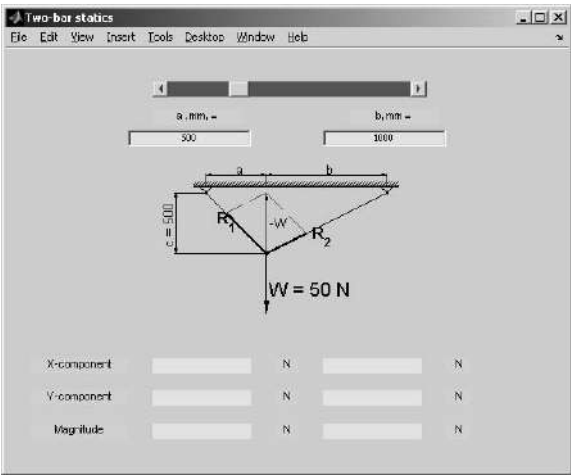 Two-bar statics
File Edit View Insert Tools Desktop Window Help
a, mm, = b, mm =
500 1000
a b
c = 500
R1 -W R2
W = 50 N
X-component N N
Y-component N N
Magnitude N N